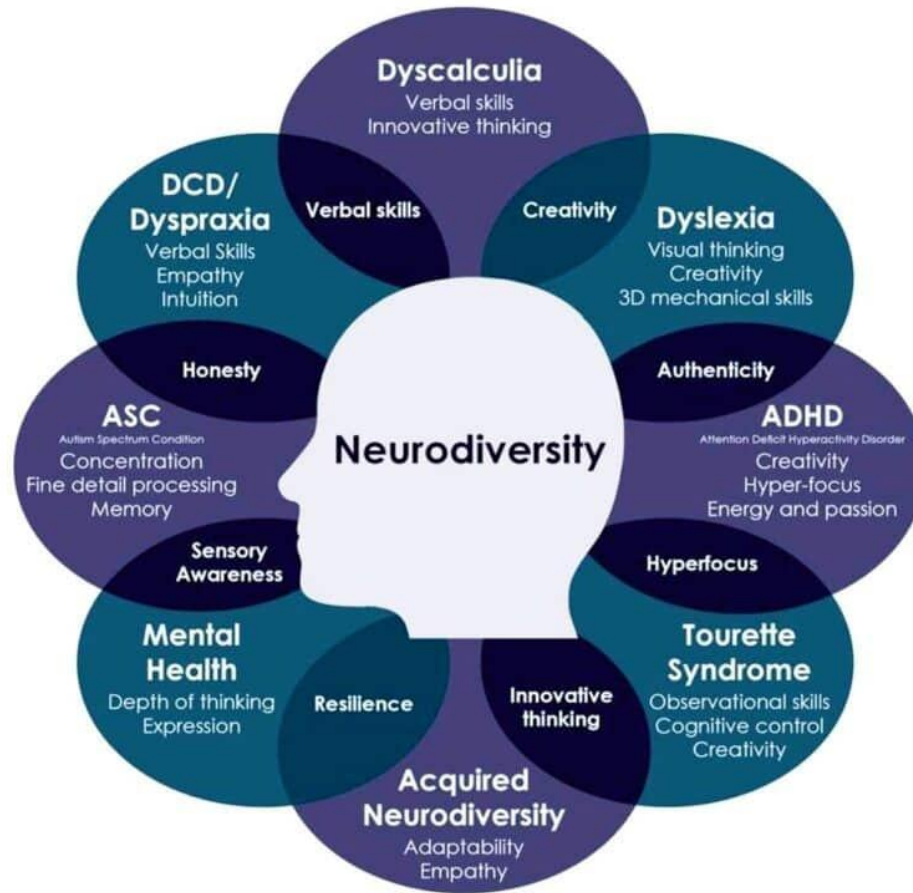 Dyscalculia
Verbal skills
Innovative thinking
Verbal skills
Creativity
DCD/
Dyspraxia
Verbal Skills
Empathy
Intuition
Dyslexia
Visual thinking
Creativity
3D mechanical skills
Honesty
Authenticity
ASC
Autism Spectrum Condition
Concentration
Fine detail processing
Memory
Neurodiversity
ADHD
Attention Deficit Hyperactivity Disorder
Creativity
Hyper-focus
Energy and passion
Sensory
Awareness
Hyperfocus
Mental
Health
Depth of thinking
Expression
Resilience
Innovative
thinking
Tourette
Syndrome
Observational skills
Cognitive control
Creativity
Acquired
Neurodiversity
Adaptability
Empathy